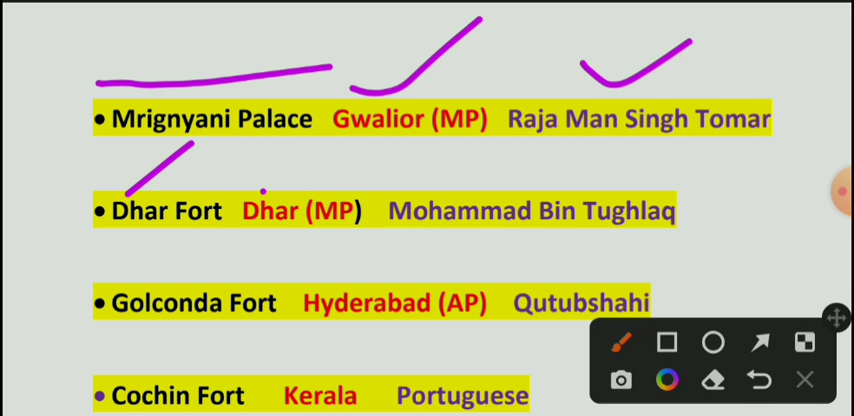 • Mrignyani Palace Gwalior (MP) Raja Man Singh Tomar
• Dhar Fort Dhar (MP) Mohammad Bin Tughlaq
• Golconda Fort Hyderabad (AP) Qutubshahi
• Cochin Fort Kerala Portuguese